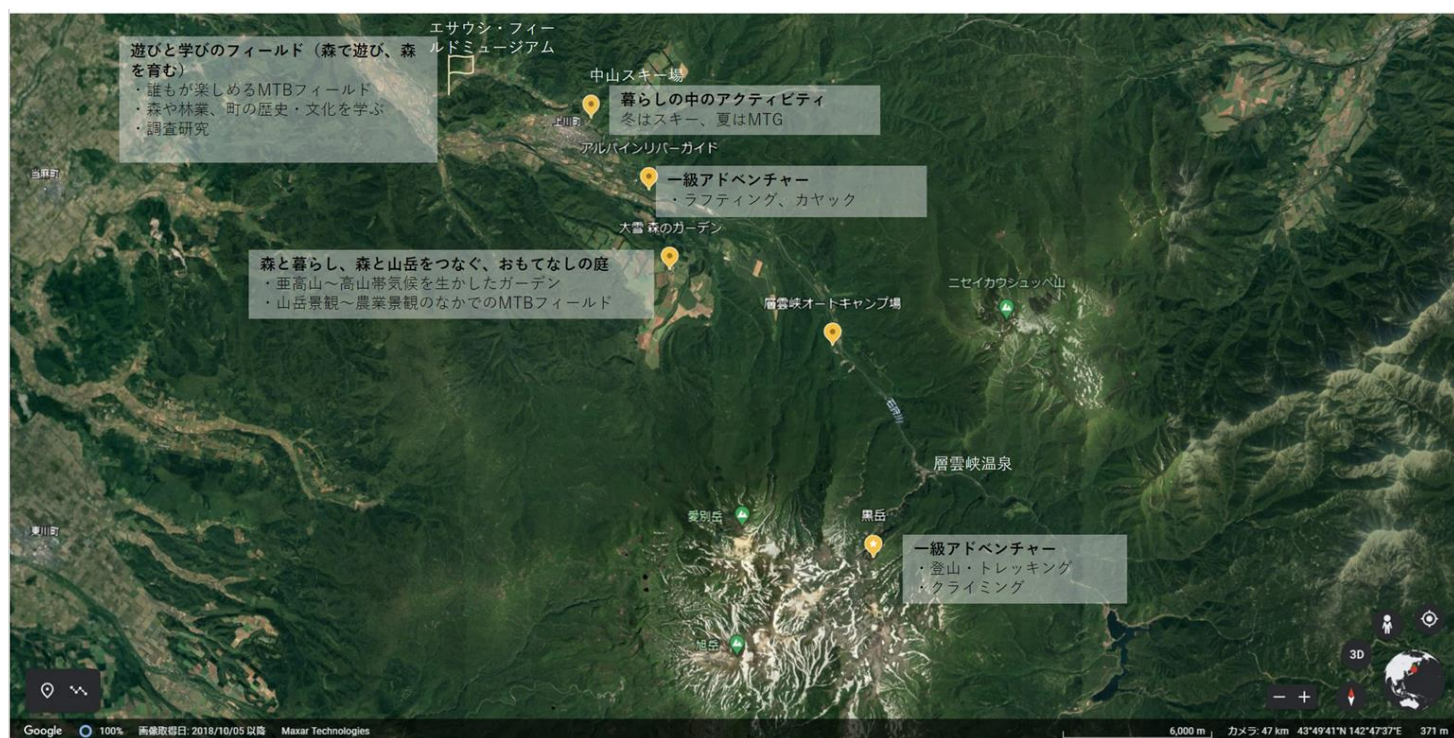 エサウシ・フィー
ルドミュージアム
遊びと学びのフィールド（森で遊び、森
を育む）
・誰もが楽しめるMTBフィールド
・森や林業、町の歴史・文化を学ぶ
・調査研究
中山スキー場
暮らしの中のアクティビティ
冬はスキー、夏はMTG
上川町
アルパインリバーガイド
一級アドベンチャー
・ラフティング、カヤック
当麻町
大雪 森のガーデン
森と暮らし、森と山岳をつなぐ、おもてなしの庭
・亜高山～高山帯気候を生かしたガーデン
・山岳景観～農業景観のなかでのMTBフィールド
層雲峡オートキャンプ場
ニセイカウシュッペ山
石狩川
層雲峡温泉
愛別岳
黒岳
東川町
一級アドベンチャー
・登山・トレッキング
・クライミング
旭岳
3D
Google 100% 画像取得日: 2018/10/05 以降 Maxar Technologies 6,000 m カメラ: 47 km 43°49'41"N 142°47'37"E 371 m